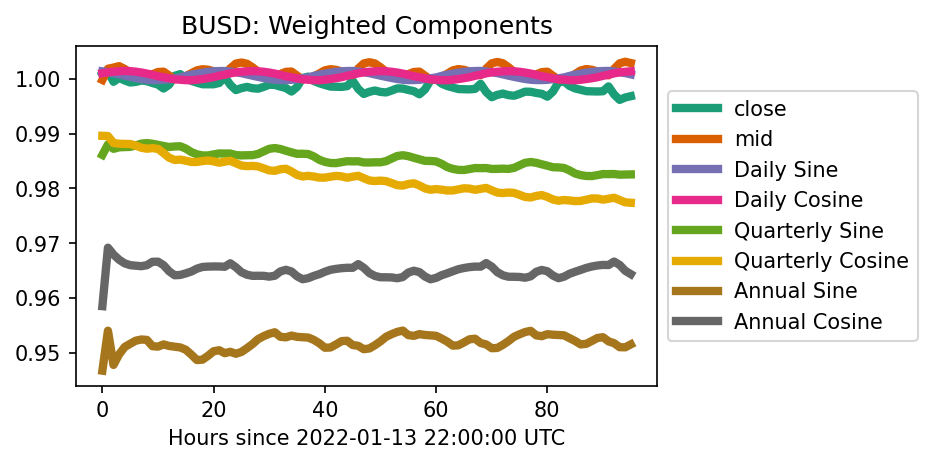 BUSD: Weighted Components
1.00
0.99
0.98
0.97
0.96
0.95
0
20
40
60
80
Hours since 2022-01-13 22:00:00 UTC
close
mid
Daily Sine
Daily Cosine
Quarterly Sine
Quarterly Cosine
Annual Sine
Annual Cosine